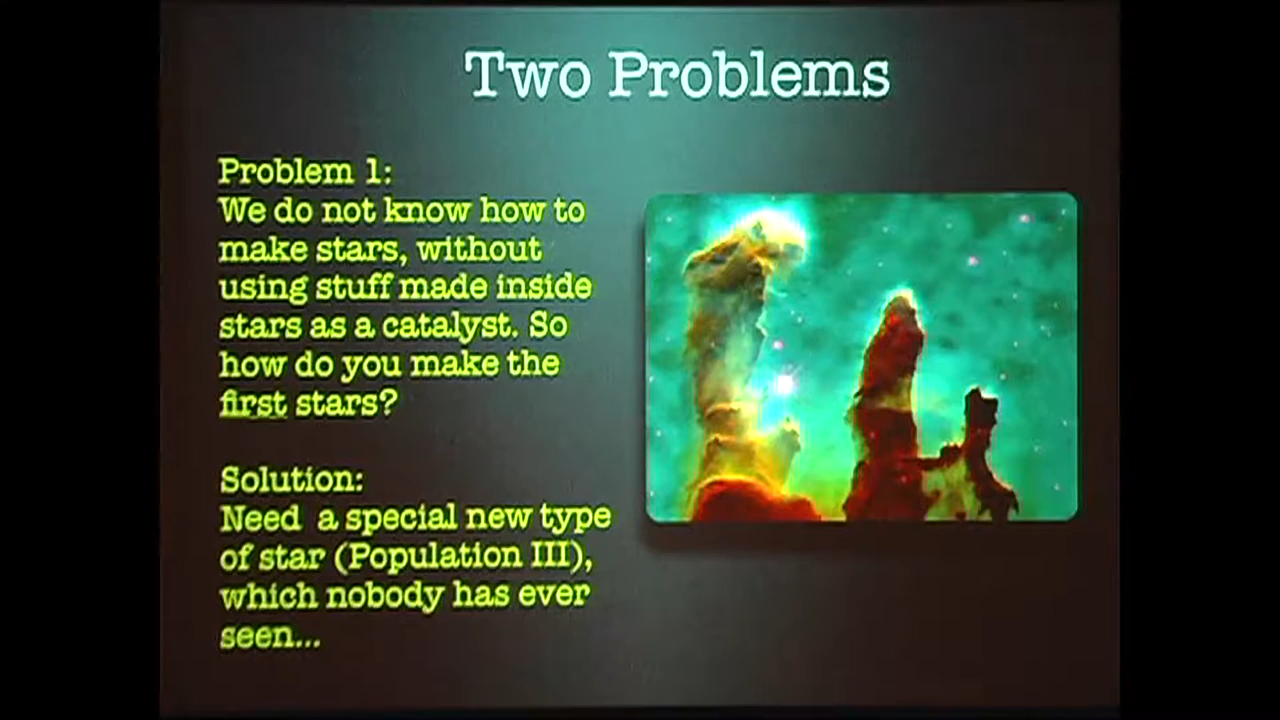 Two Problems
Problem 1:
We do not know how to
make stars, without
using stuff made inside
stars as a catalyst. So
how do you make the
first stars?
Solution:
Need a special new type
of star (Population III),
which nobody has ever
seen...